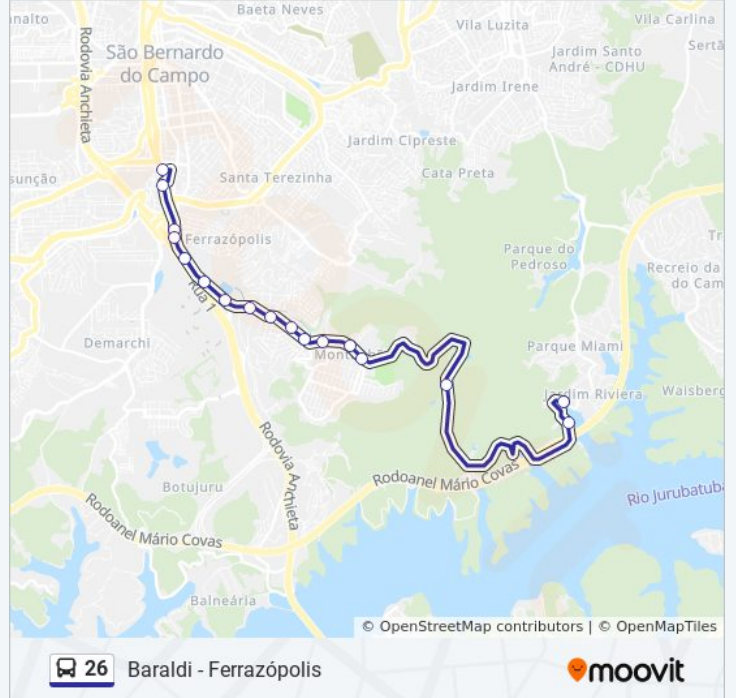 analto
Baeta Neves
Vila Luzita
Vila Carlina
Sertã
Rodovia Anchieta
São Bernardo
do Campo
Jardim Santo
André - CDHU
Jardim Irene
Jardim Cipreste
sunção
Santa Terezinha
Cata Preta
Ferrazópolis
Parque do
Pedroso
Tr
Recreio da
do Cam
Rua 1
Demarchi
Mont
Parque Miami
Jardim Riviera
Waisberg
Rodovia Anchieta
Botujuru
Rodoanel Mário Covas
Rio Jurubatuba
Rodoanel Mário Covas
Balneária
© OpenStreetMap contributors | © OpenMapTiles
26 Baraldi - Ferrazópolis
moovit